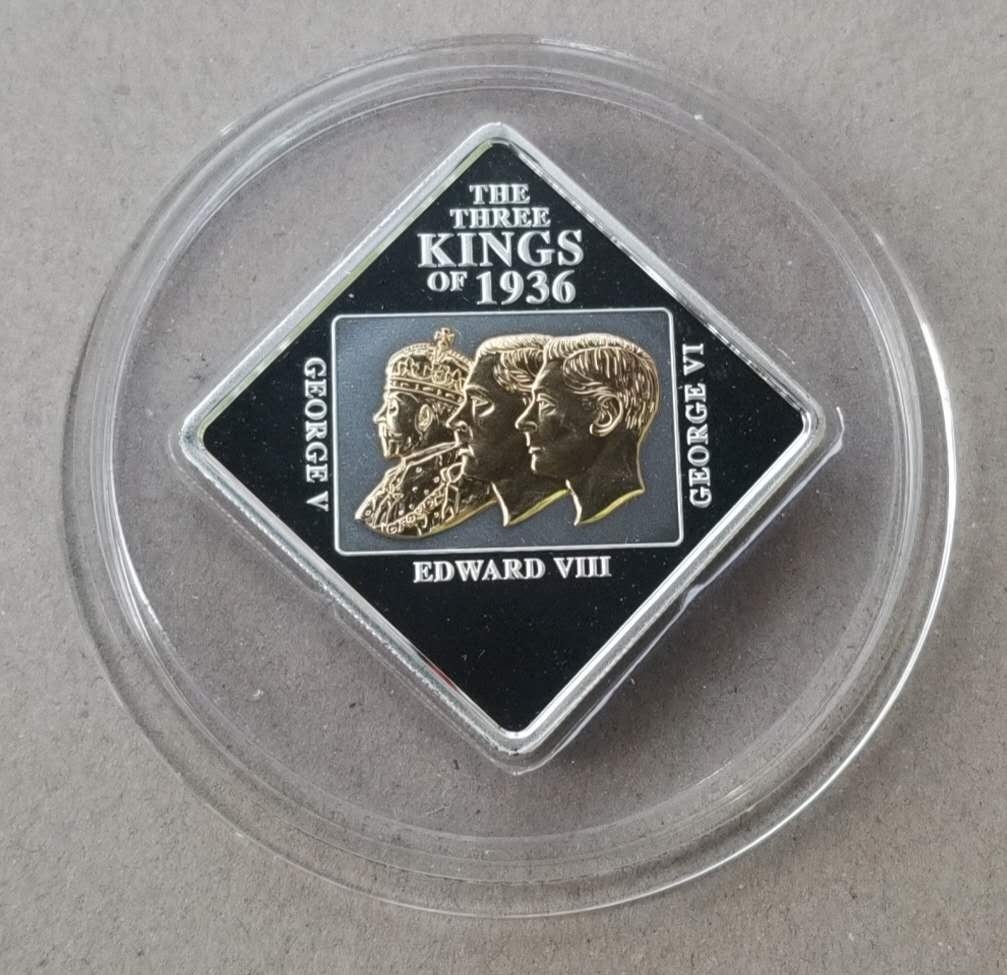 THE
THREE
KINGS
OF 1936
GEORGE V
GEORGE VI
EDWARD VIII